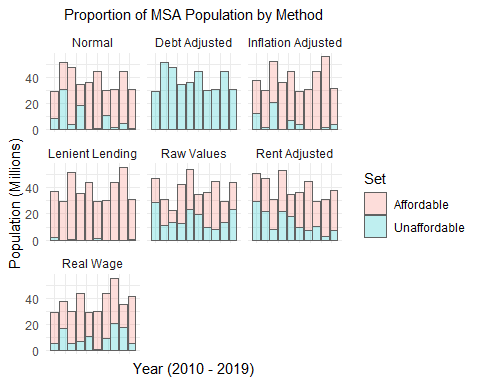 Proportion of MSA Population by Method
Normal
Debt Adjusted
Inflation Adjusted
40
20
0
Lenient Lending
Raw Values
Rent Adjusted
40
20
0
Real Wage
40
20
0
Population (Millions)
Year (2010 - 2019)
Set
Affordable
Unaffordable